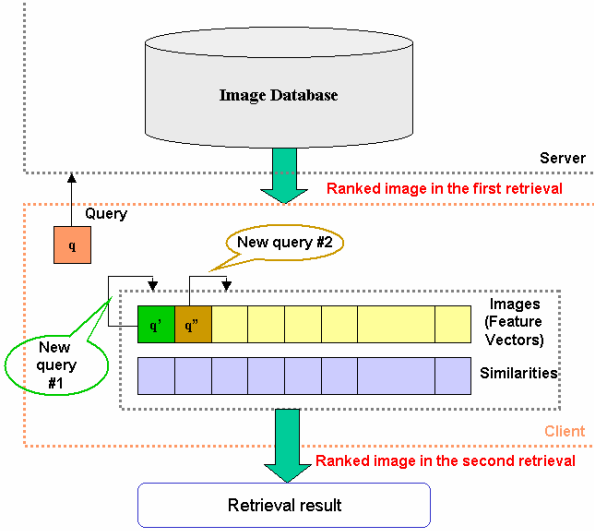 Image Database
Server
Ranked image in the first retrieval
Query
q
New query #2
Images
(Feature
Vectors)
q'
q"
New
query
#1
Similarities
Client
Ranked image in the second retrieval
Retrieval result